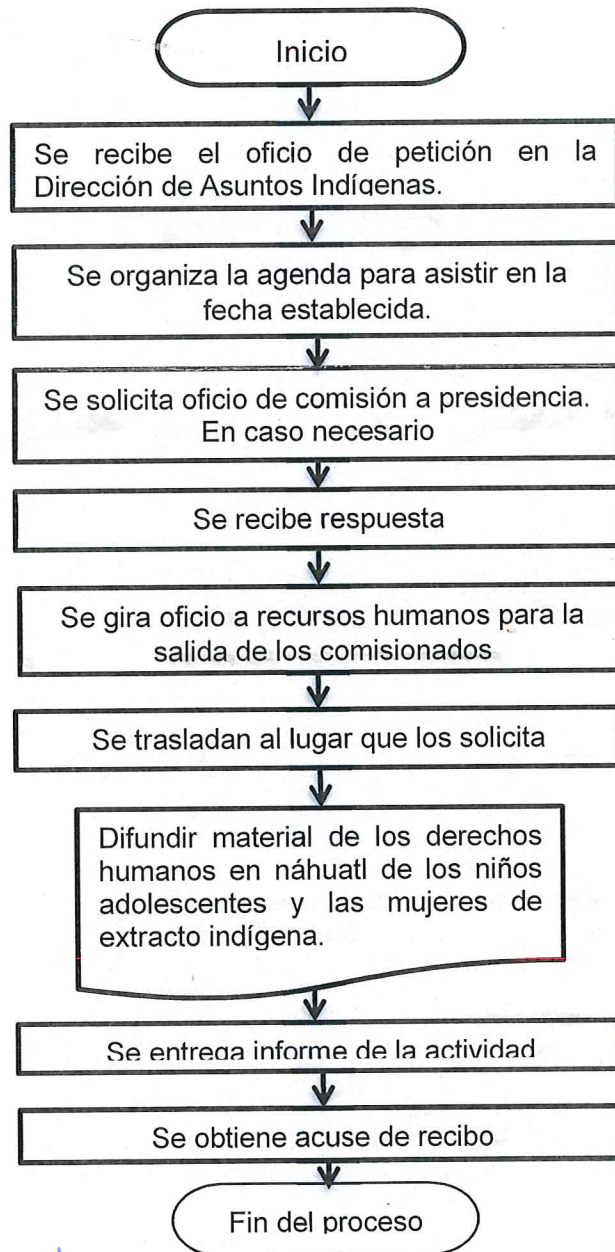 Inicio
Se recibe el oficio de petición en la
Dirección de Asuntos Indígenas.
Se organiza la agenda para asistir en la
fecha establecida.
Se solicita oficio de comisión a presidencia.
En caso necesario
Se recibe respuesta
Se gira oficio a recursos humanos para la
salida de los comisionados
Se trasladan al lugar que los solicita
Difundir material de los derechos
humanos en náhuatl de los niños
adolescentes y las mujeres de
extracto indígena.
Se entrega informe de la actividad
Se obtiene acuse de recibo
Fin del proceso